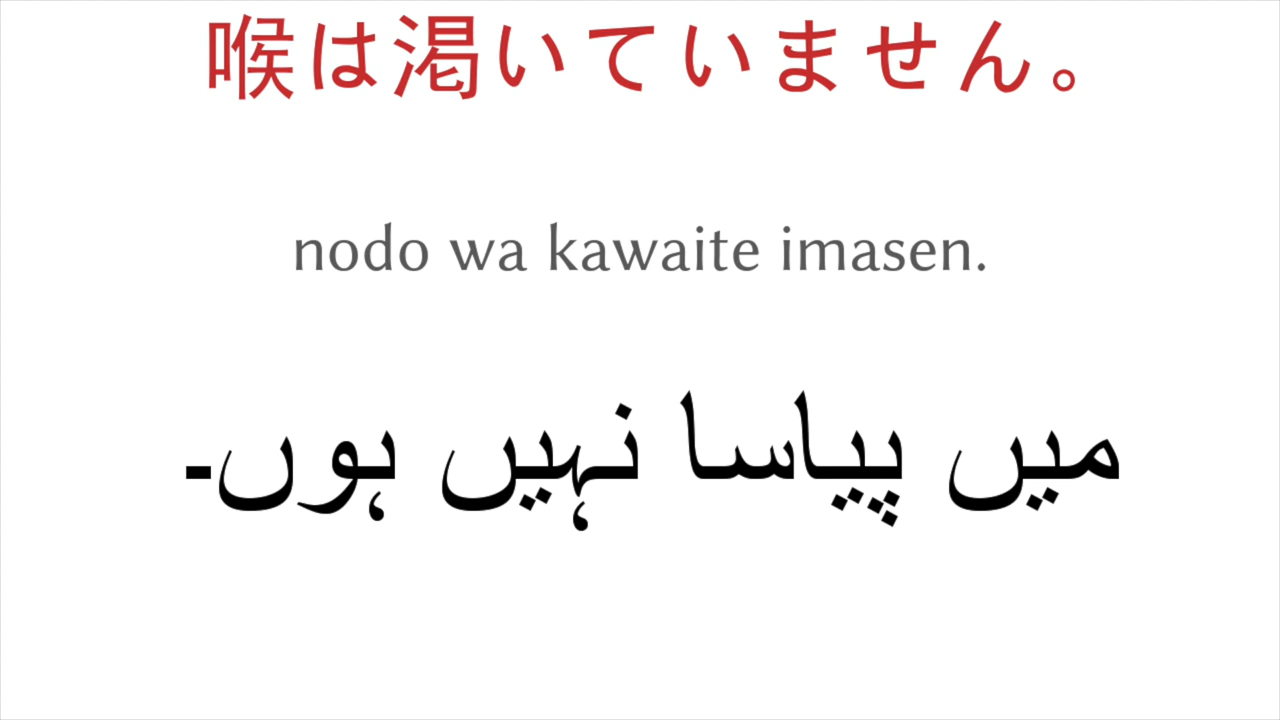 喉は渇いていません。
nodo wa kawaite imasen.
میں پیاسا نہیں ہوں۔